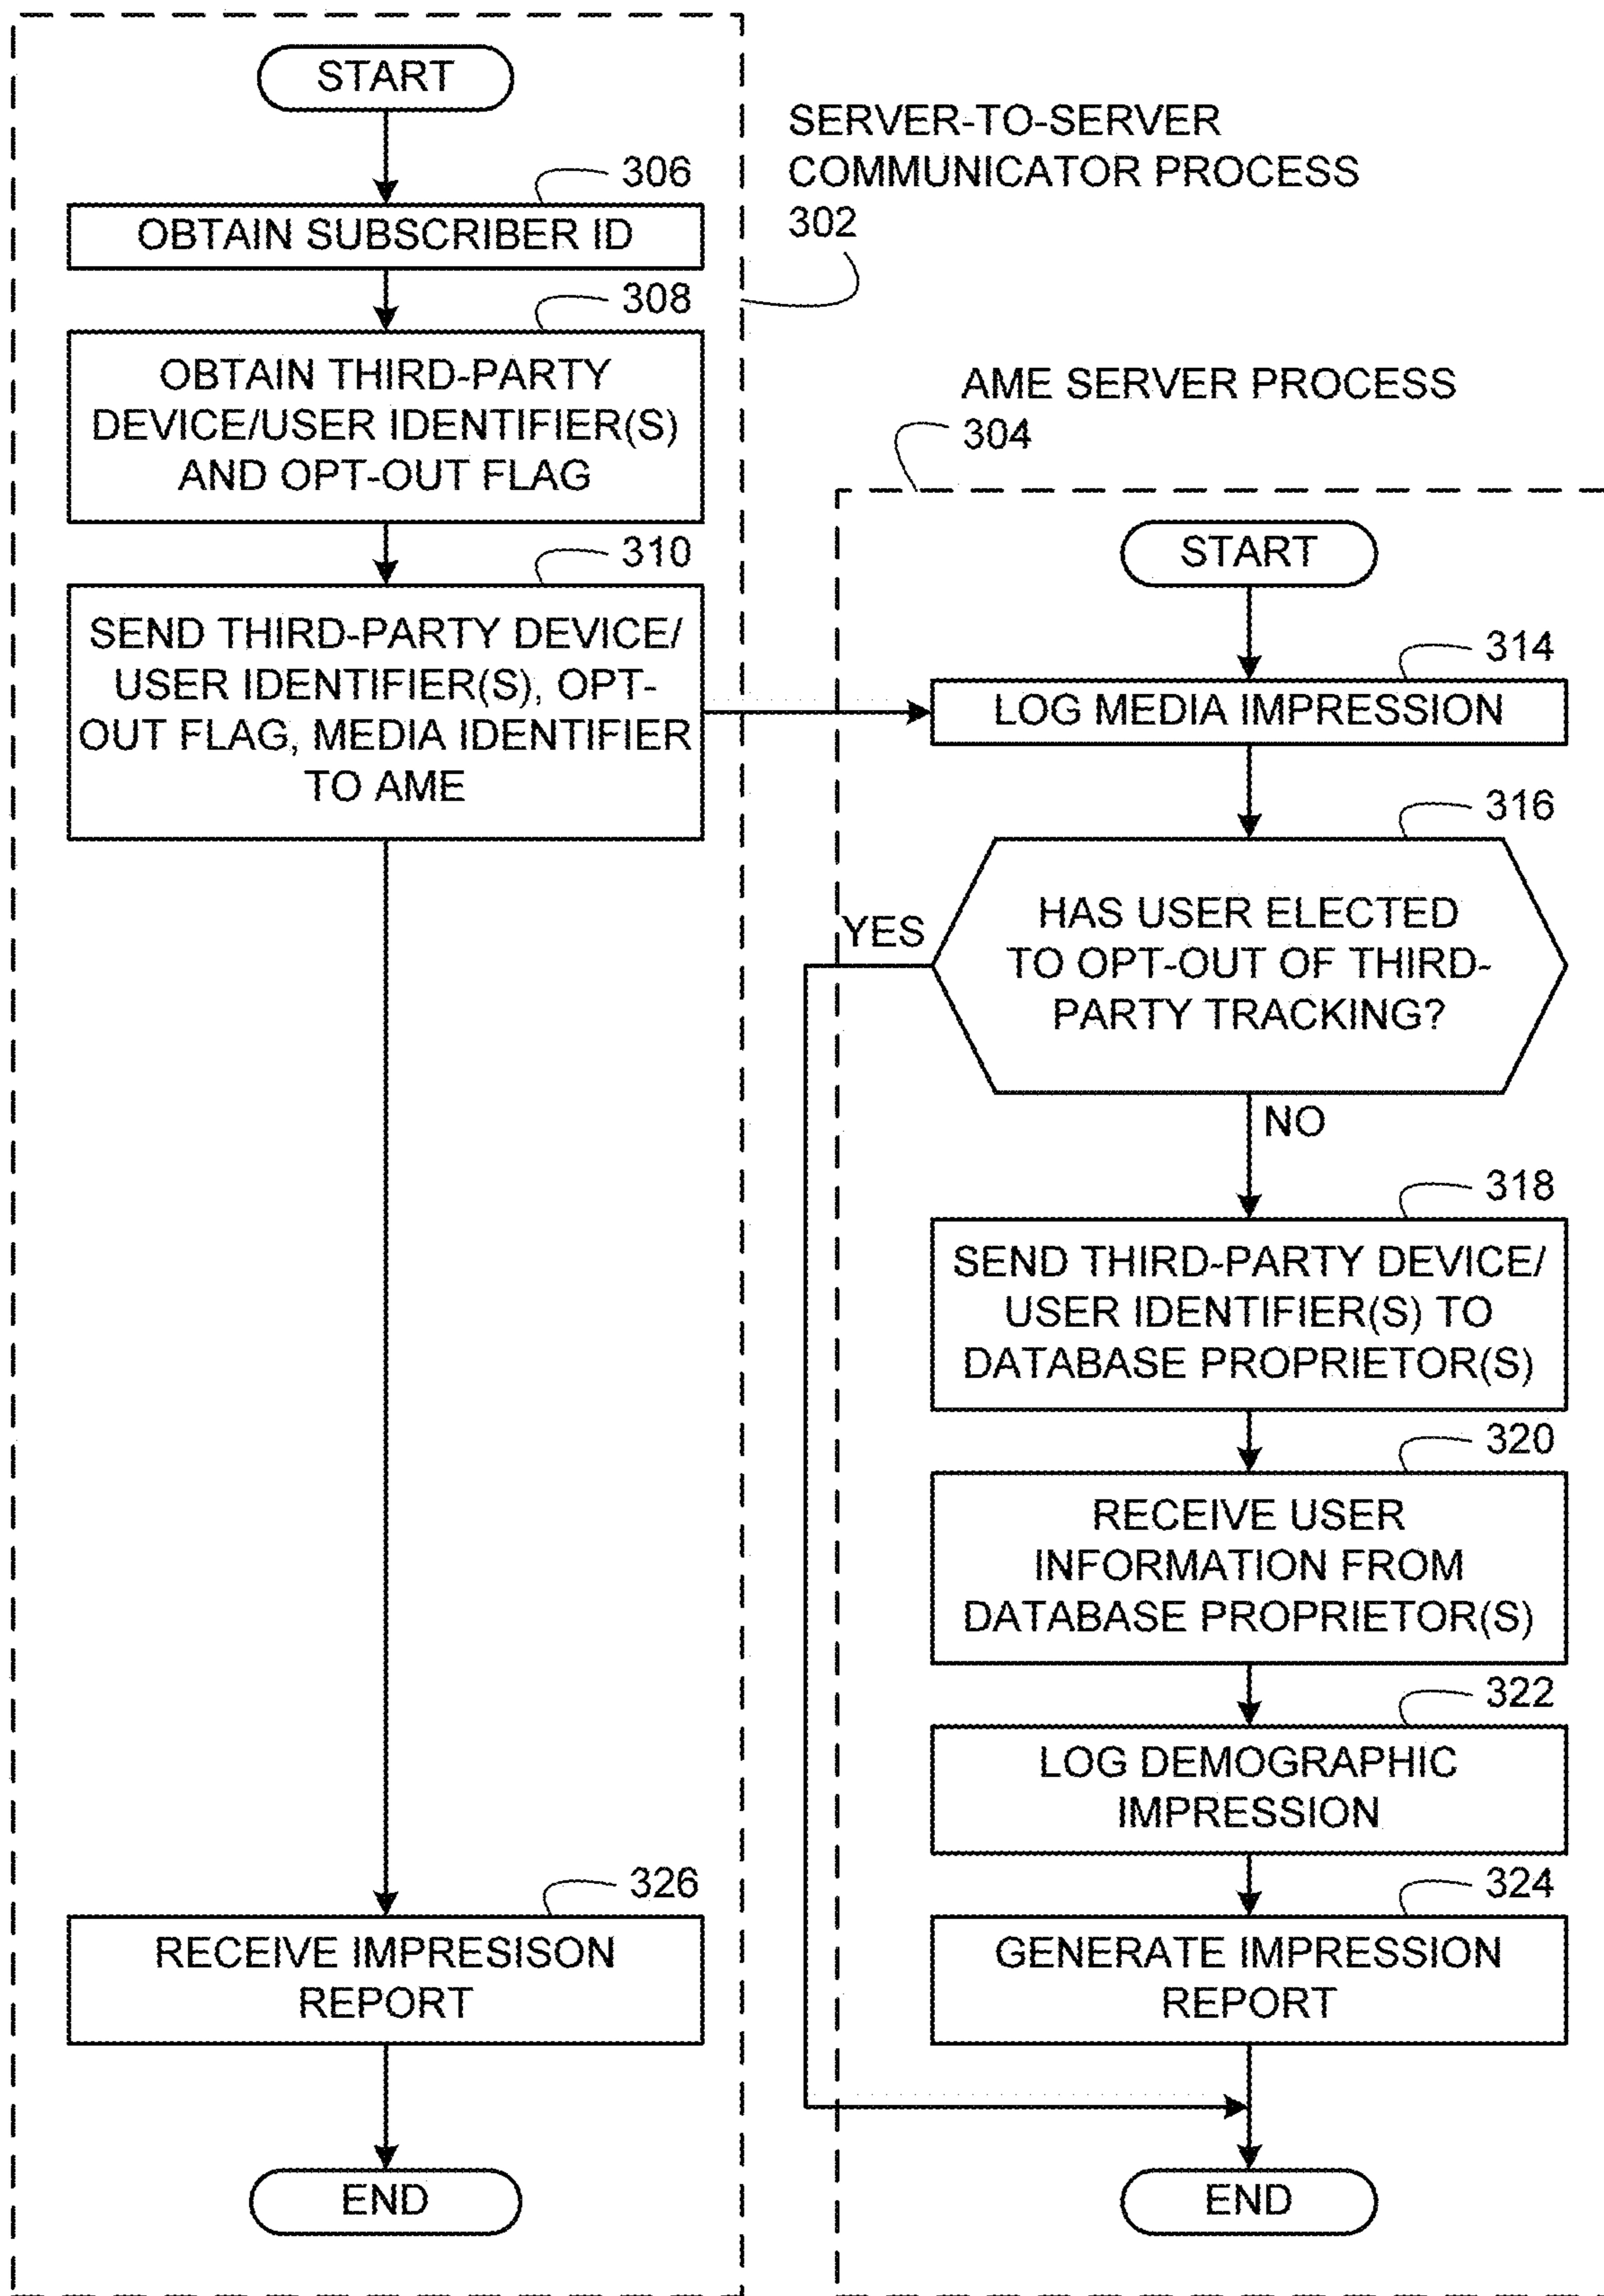 START
306
OBTAIN SUBSCRIBER ID
308
OBTAIN THIRD-PARTY
DEVICE/USER IDENTIFIER(S)
AND OPT-OUT FLAG
310
SEND THIRD-PARTY DEVICE/
USER IDENTIFIER(S), OPT-
OUT FLAG, MEDIA IDENTIFIER
TO AME
326
RECEIVE IMPRESISON
REPORT
END
SERVER-TO-SERVER
COMMUNICATOR PROCESS
302
AME SERVER PROCESS
304
START
314
LOG MEDIA IMPRESSION
316
HAS USER ELECTED
TO OPT-OUT OF THIRD-
PARTY TRACKING?
YES
NO
318
SEND THIRD-PARTY DEVICE/
USER IDENTIFIER(S) TO
DATABASE PROPRIETOR(S)
320
RECEIVE USER
INFORMATION FROM
DATABASE PROPRIETOR(S)
322
LOG DEMOGRAPHIC
IMPRESSION
324
GENERATE IMPRESSION
REPORT
END